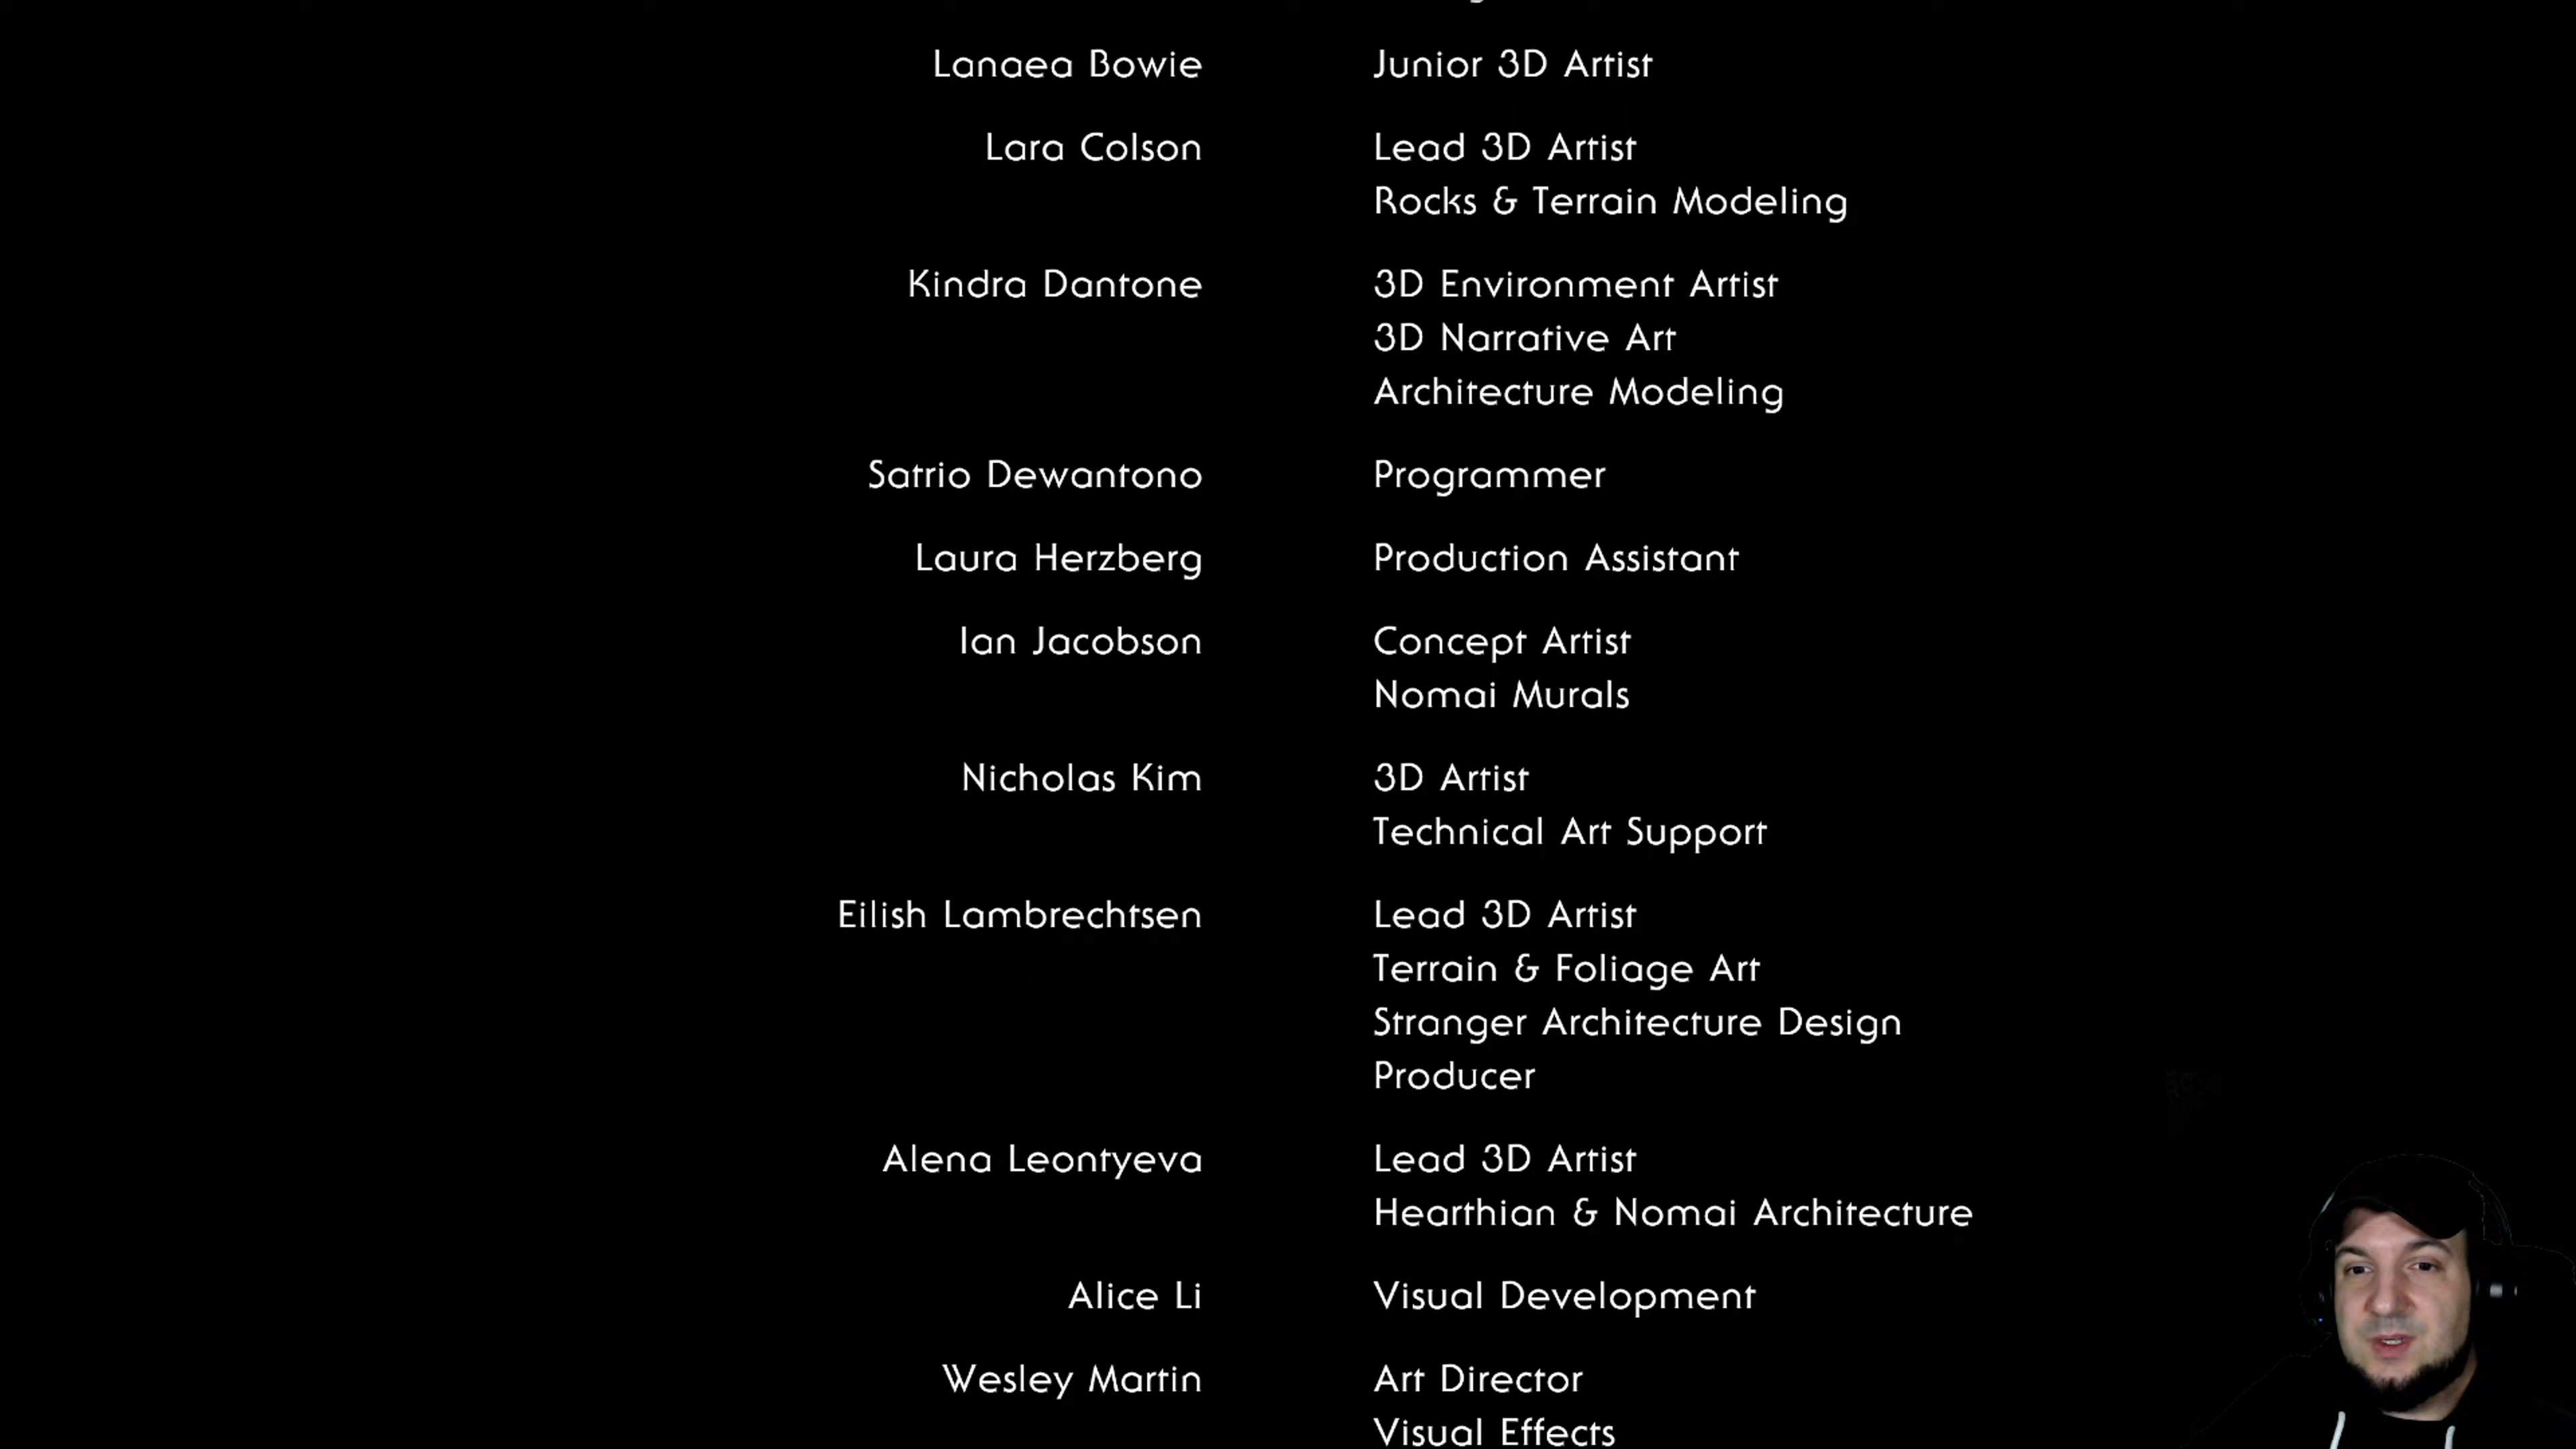 Lanaea Bowie Junior 3D Artist
Lara Colson Lead 3D Artist
Rocks & Terrain Modeling
Kindra Dantone 3D Environment Artist
3D Narrative Art
Architecture Modeling
Satrio Dewantono Programmer
Laura Herzberg Production Assistant
Ian Jacobson Concept Artist
Nomai Murals
Nicholas Kim 3D Artist
Technical Art Support
Eilish Lambrechtsen Lead 3D Artist
Terrain & Foliage Art
Stranger Architecture Design
Producer
Alena Leontyeva Lead 3D Artist
Hearthian & Nomai Architecture
Alice Li Visual Development
Wesley Martin Art Director
Visual Effects